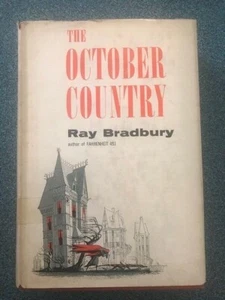 THE
OCTOBER
COUNTRY
Ray Bradbury
author of FAHRENHEIT 451